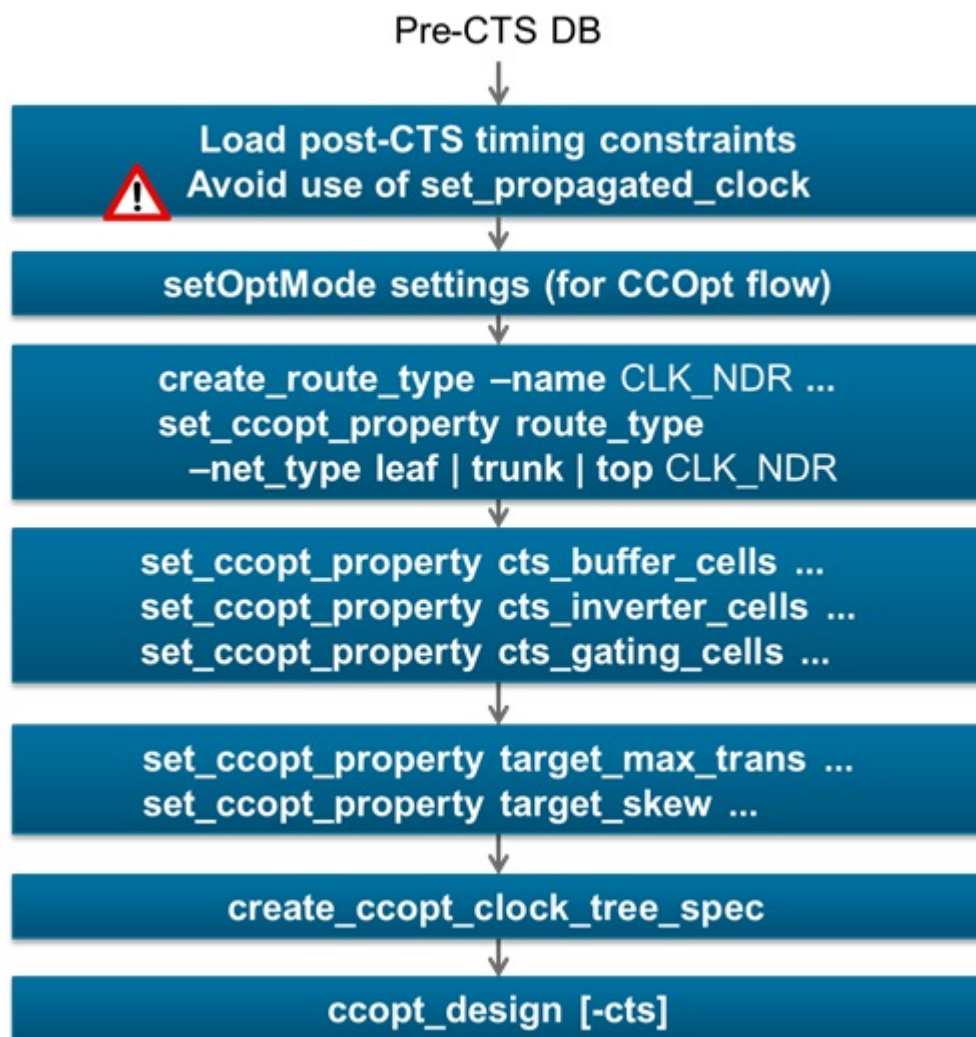 Pre-CTS DB
Load post-CTS timing constraints
! Avoid use of set_propagated_clock
setOptMode settings (for CCOpt flow)
create_route_type –name CLK_NDR ...
set_ccopt_property route_type
–net_type leaf | trunk | top CLK_NDR
set_ccopt_property cts_buffer_cells ...
set_ccopt_property cts_inverter_cells ...
set_ccopt_property cts_gating_cells ...
set_ccopt_property target_max_trans ...
set_ccopt_property target_skew ...
create_ccopt_clock_tree_spec
ccopt_design [-cts]